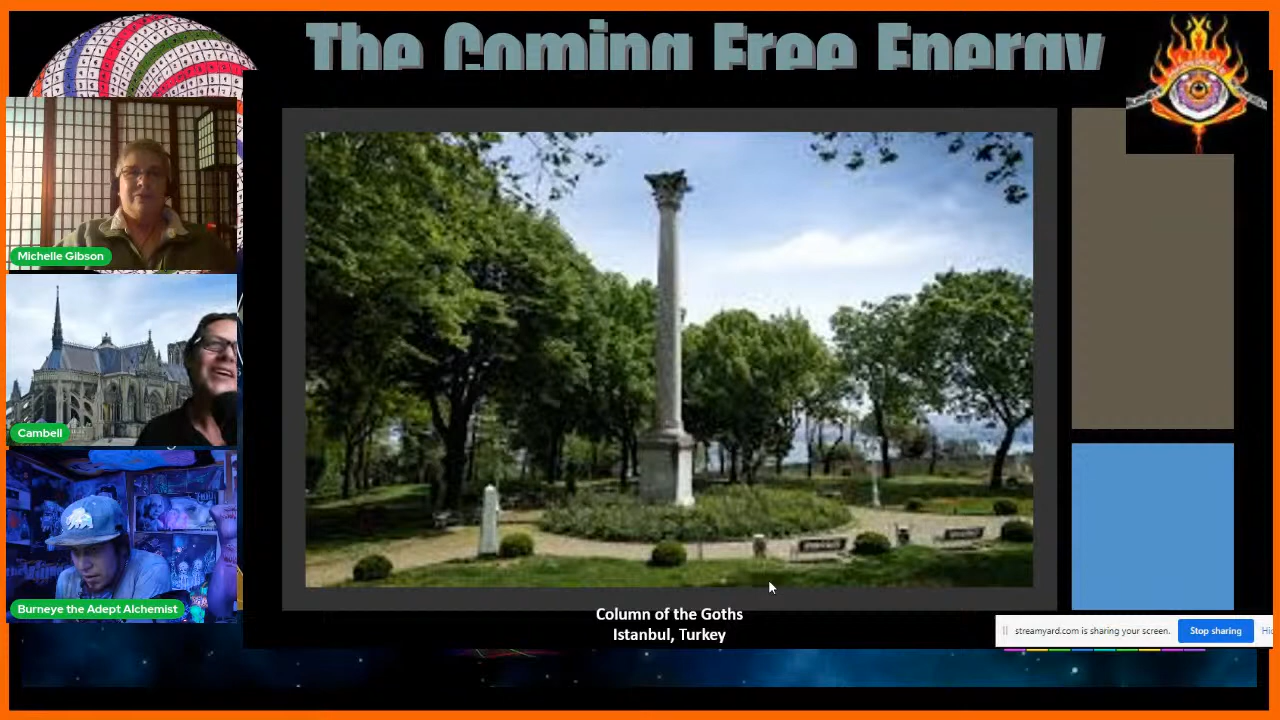 The Coming Free Energy
Michelle Gibson
Cambell
Burneye the Adept Alchemist
Column of the Goths
Istanbul, Turkey
streamyard.com is sharing your screen.
Stop sharing